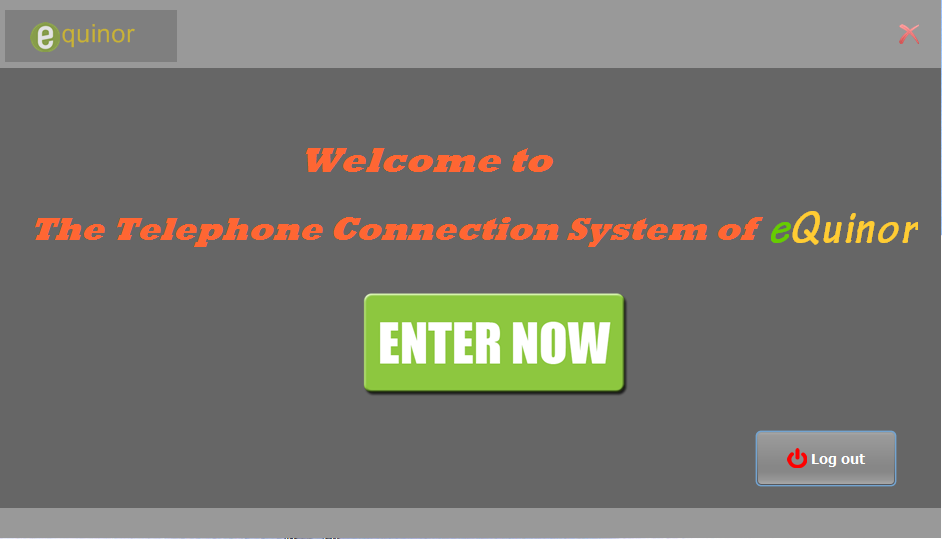 equinor
Welcome to
The Telephone Connection System of eQuinor
ENTER NOW
Log out